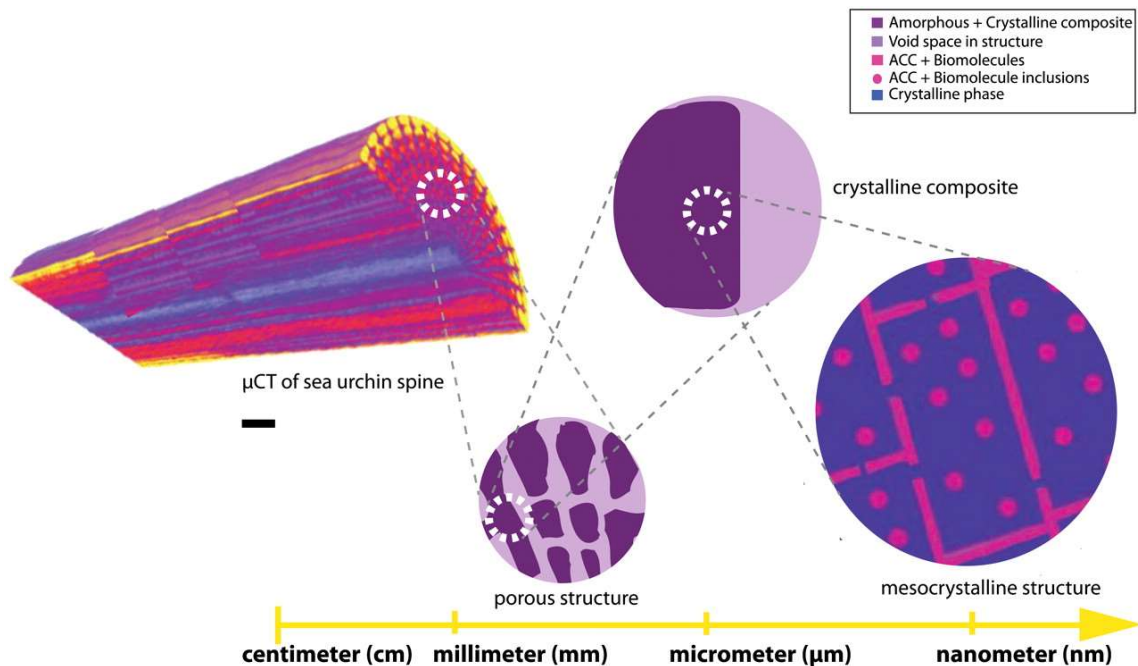 Amorphous + Crystalline composite
Void space in structure
ACC + Biomolecules
ACC + Biomolecule inclusions
Crystalline phase
crystalline composite
μCT of sea urchin spine
porous structure
mesocrystalline structure
centimeter (cm)
millimeter (mm)
micrometer (μm)
nanometer (nm)